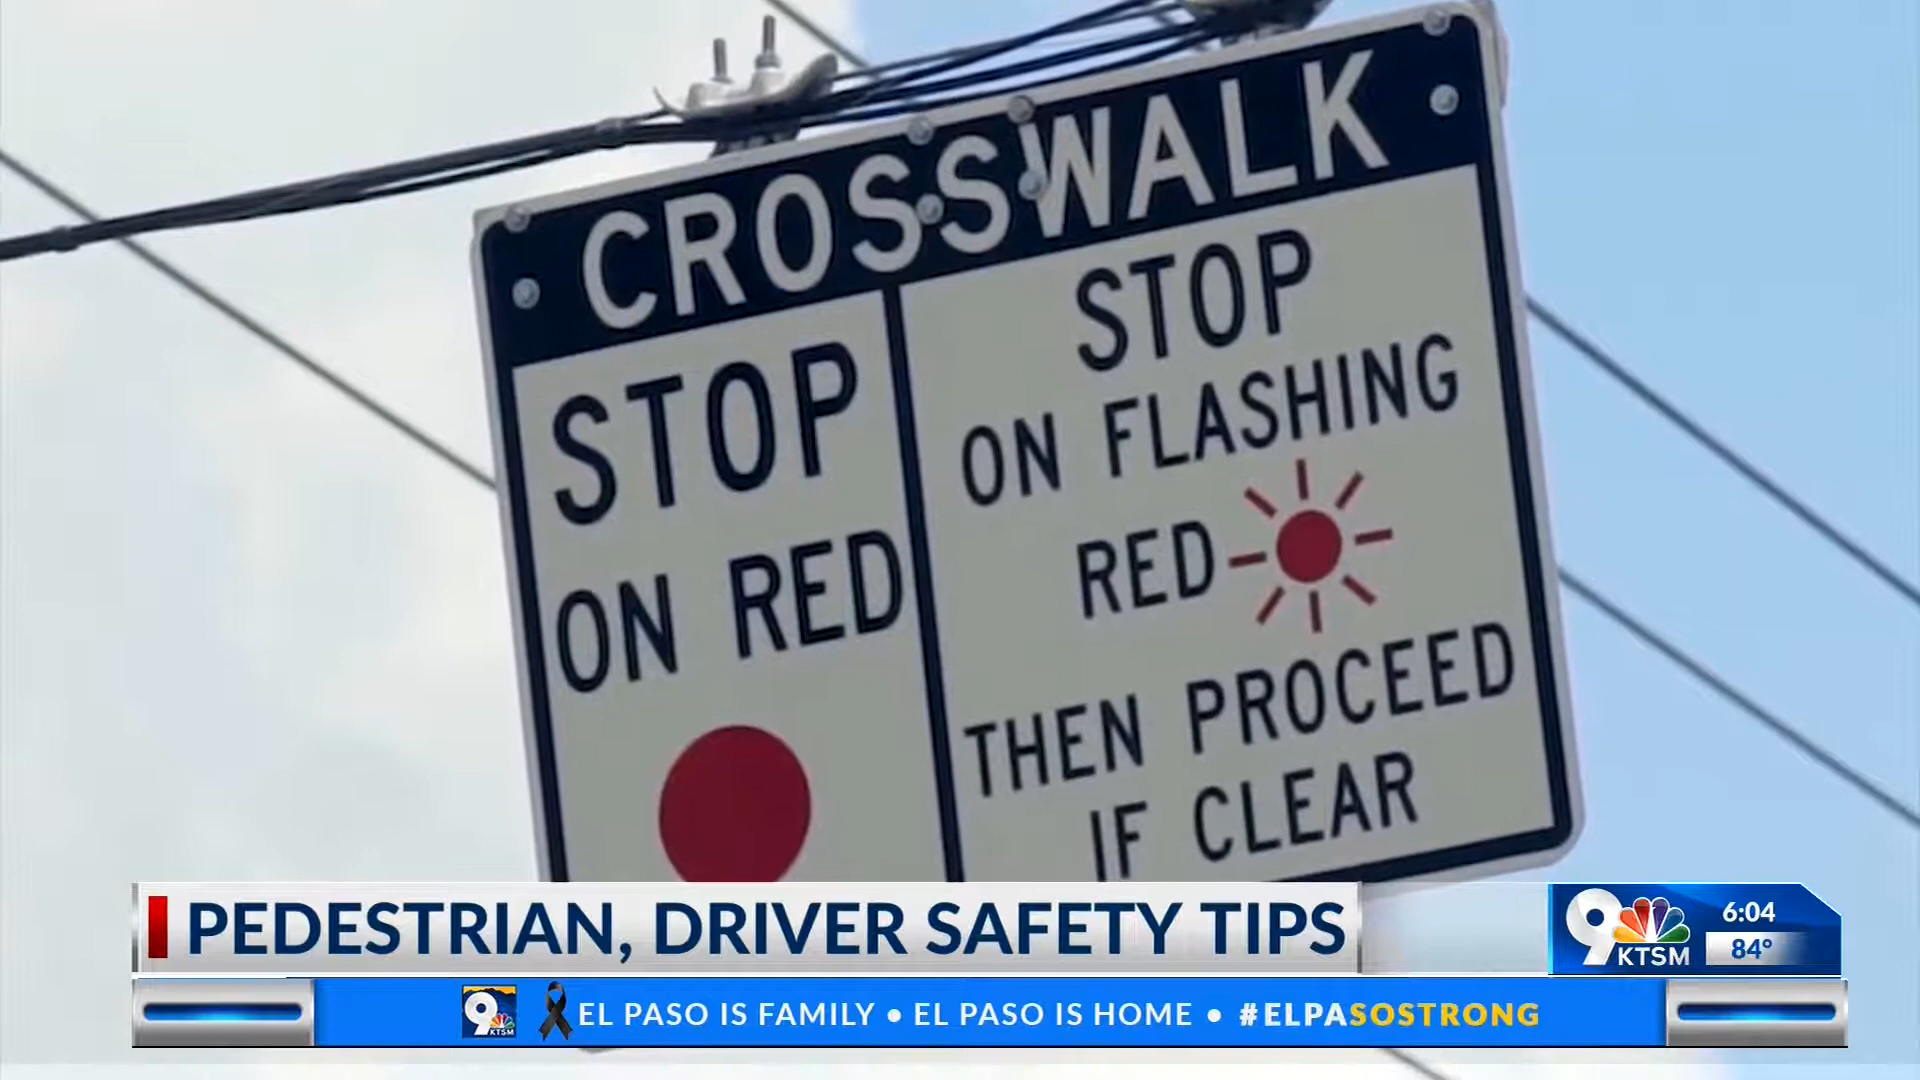 CROSSWALK
STOP
ON RED
STOP
ON FLASHING
RED
THEN PROCEED
IF CLEAR
PEDESTRIAN, DRIVER SAFETY TIPS
9 KTSM
6:04
84°
9 KTSM
EL PASO IS FAMILY • EL PASO IS HOME • #ELPASOSTRONG